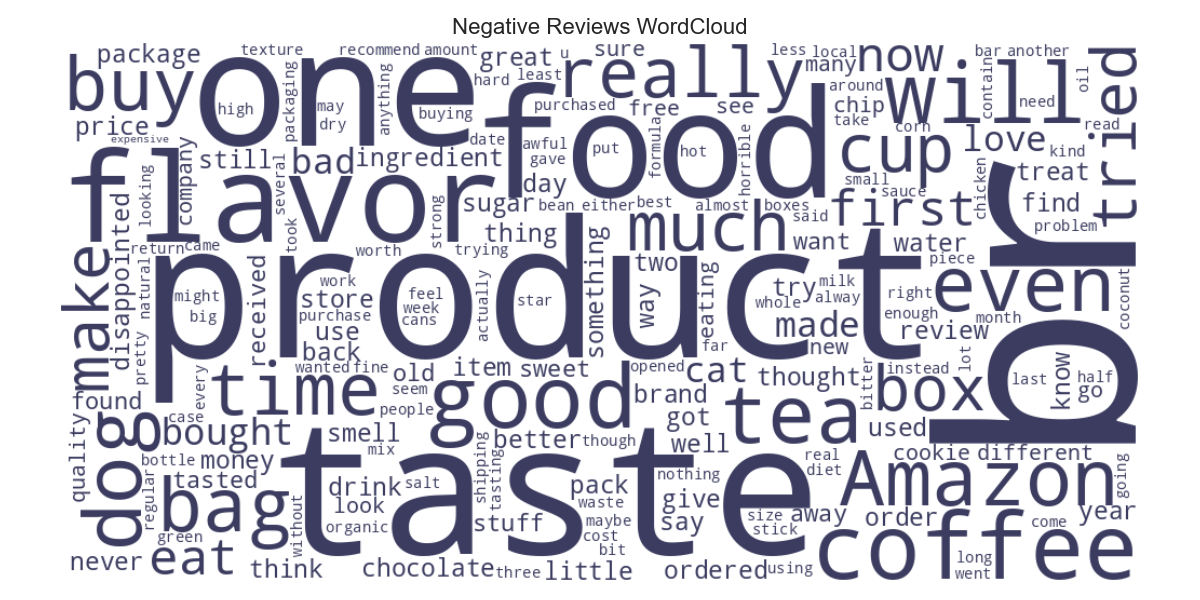 Negative Reviews WordCloud
package
texture
recommend
amount
great
u
sure
less
local
many
now
bar
another
buy
one
really
will
tried
oil
hard
least
contain
need
high
may
dry
packaging
anything
buying
purchased
free
see
around
chip
take
corn
read
price
expensive
food
date
awful
gave
put
formula
hot
horrible
cup
love
kind
flavor
company
still
several
bad
ingredient
day
small
sauce
chicken
treat
find
problem
looking
disappointed
sugar
bean
either
best
almost
boxes
said
first
br
return
came
took
strong
thing
trying
worth
something
much
want
water
piece
make
natural
product
received
work
store
purchase
use
back
might
big
feel
week
cans
actually
star
two
way
eating
try
milk
whole
alway
made
new
right
enough
review
even
month
coconut
pretty
far
lot
time
wanted
fine
old
seem
people
item
sweet
opened
cat
thought
bitter
instead
box
last
know
half
go
found
every
case
good
brand
got
tea
used
dog
bought
smell
mix
better
though
well
quality
bottle
money
tasted
regular
taste
shipping
tasting
nothing
real
diet
cookie
different
going
bag
drink
salt
look
organic
pack
waste
maybe
cost
bit
stuff
give
say
size
stick
away
Amazon
order
come
year
green
without
never
eat
think
chocolate
three
little
ordered
using
coffee
long
went